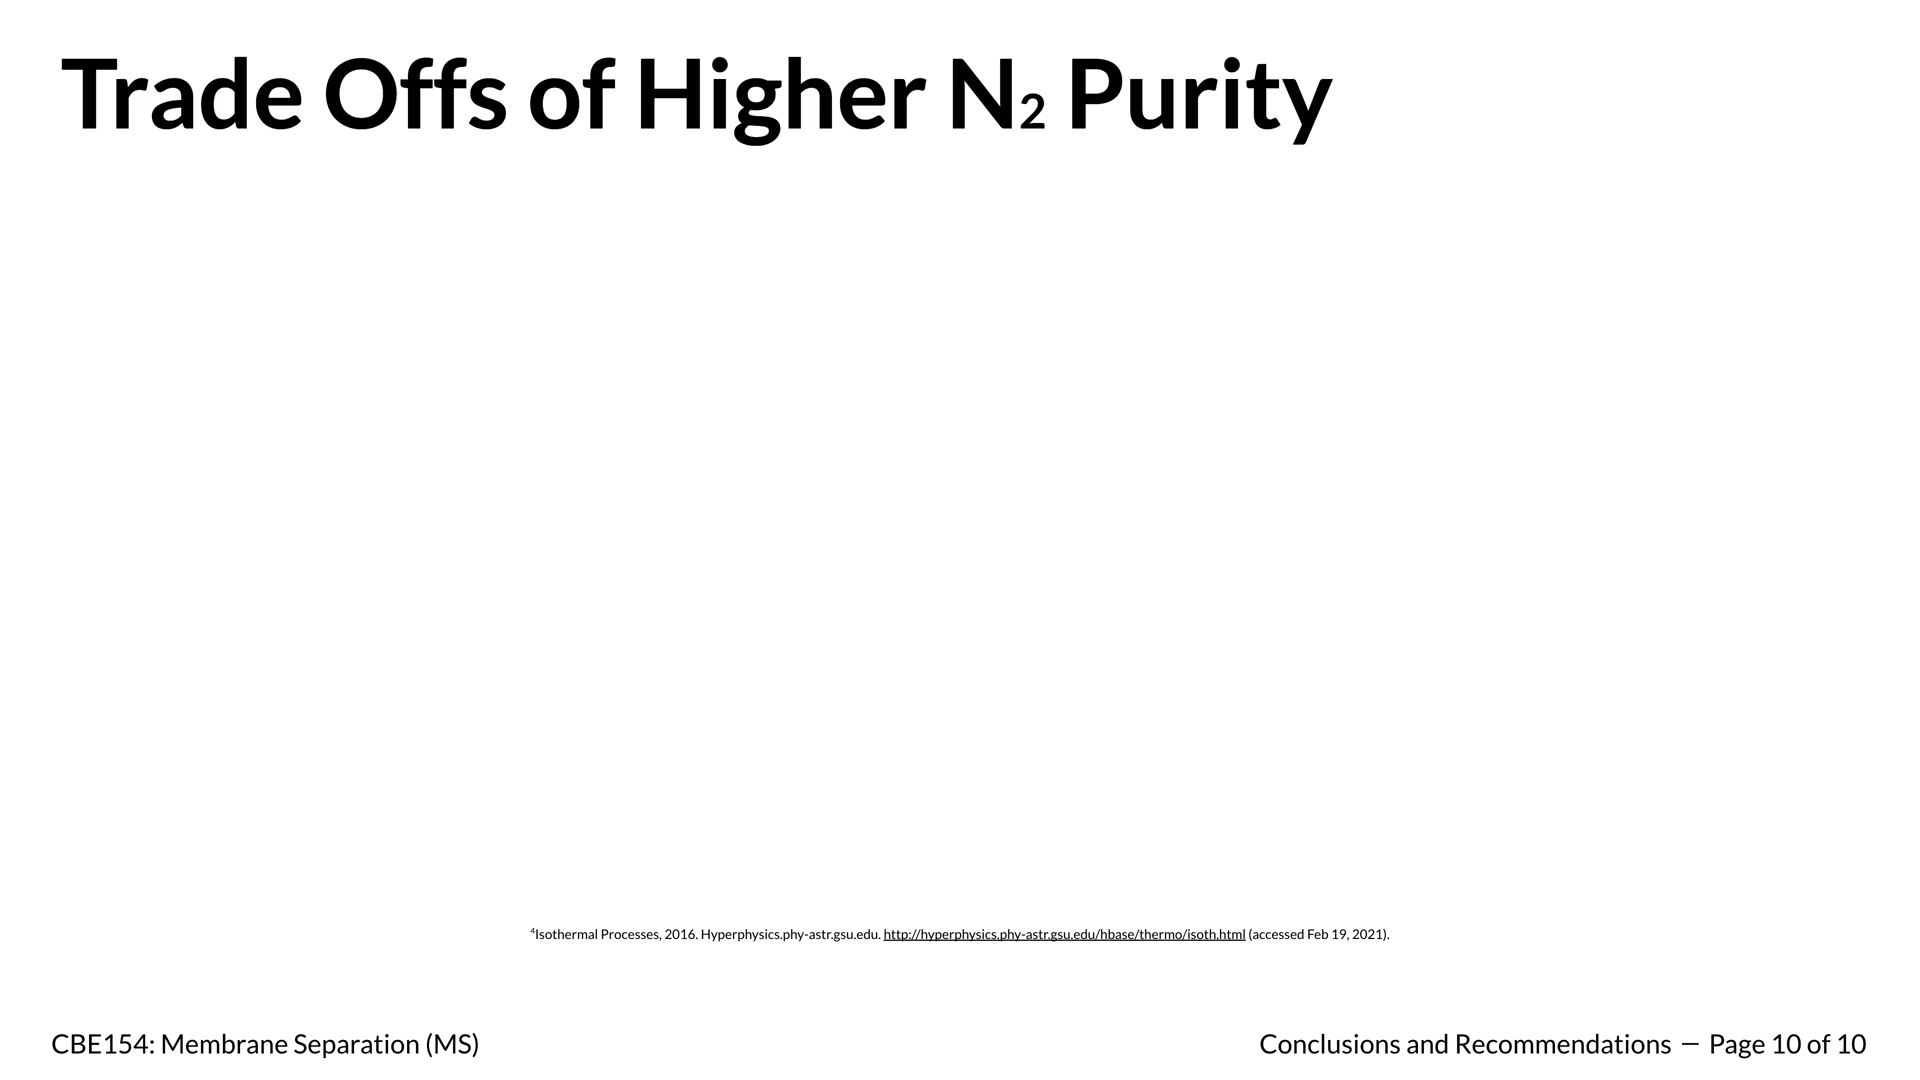 Trade Offs of Higher N₂ Purity
⁴Isothermal Processes, 2016. Hyperphysics.phy-astr.gsu.edu. http://hyperphysics.phy-astr.gsu.edu/hbase/thermo/isoth.html (accessed Feb 19, 2021).
CBE154: Membrane Separation (MS)
Conclusions and Recommendations — Page 10 of 10